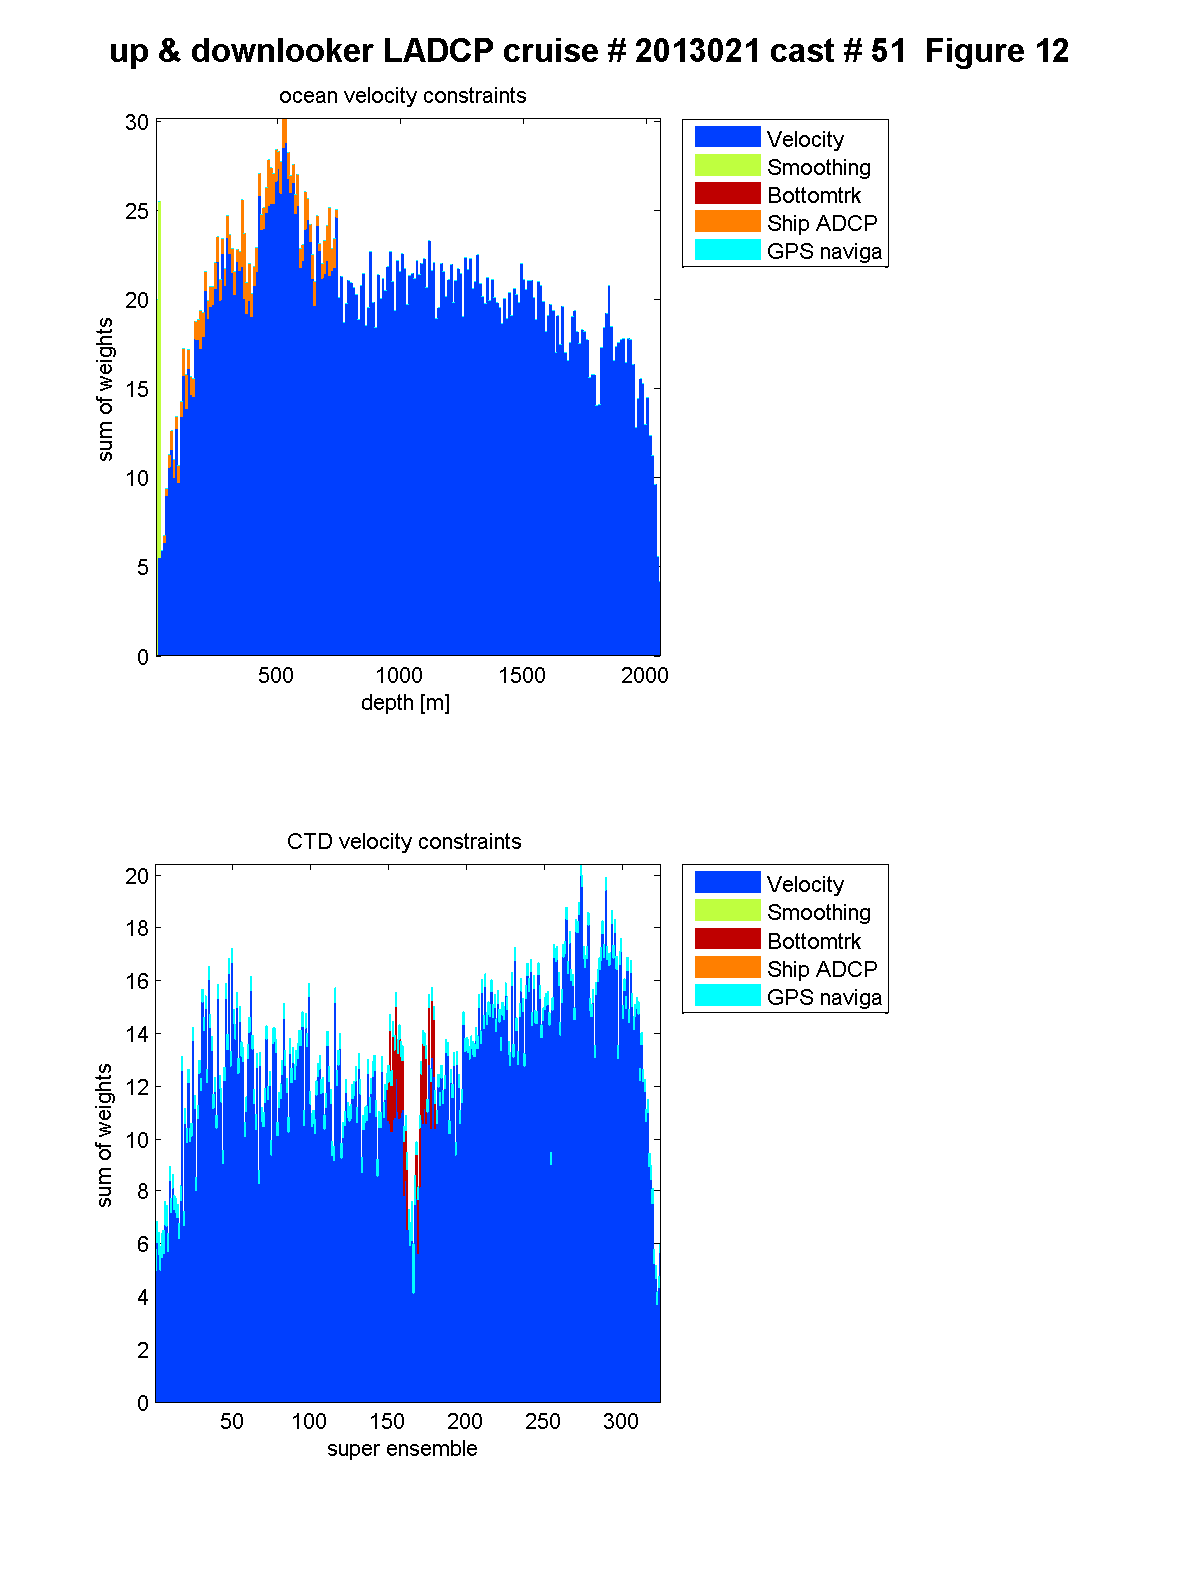 up & downlooker LADCP cruise # 2013021 cast # 51  Figure 12
ocean velocity constraints
30
25
20
15
10
5
0
sum of weights
500 1000 1500 2000
depth [m]
Velocity
Smoothing
Bottomtrk
Ship ADCP
GPS naviga
CTD velocity constraints
20
18
16
14
12
10
8
6
4
2
0
sum of weights
50 100 150 200 250 300
super ensemble
Velocity
Smoothing
Bottomtrk
Ship ADCP
GPS naviga